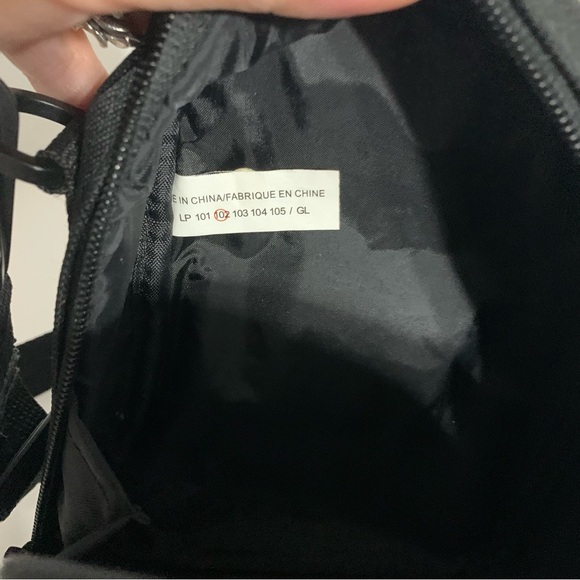 E IN CHINA/FABRIQUE EN CHINE
LP 101 102 103 104 105 / GL